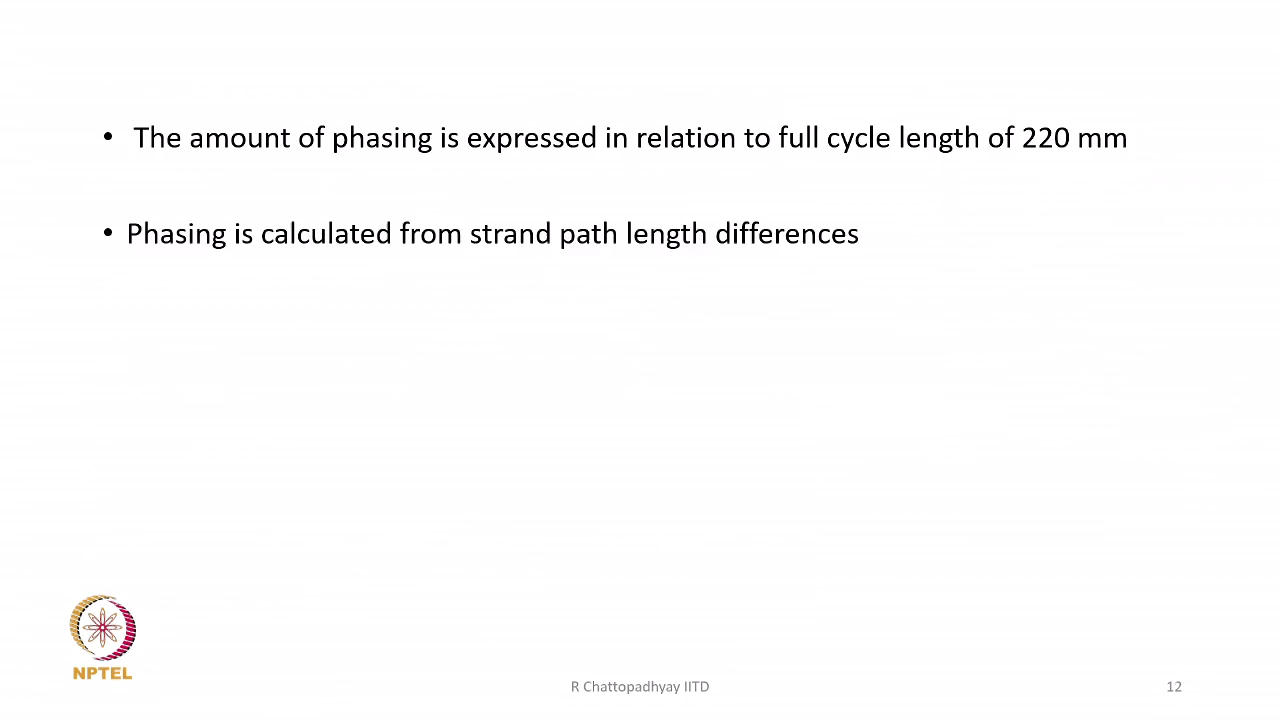 • The amount of phasing is expressed in relation to full cycle length of 220 mm
• Phasing is calculated from strand path length differences
NPTEL
R Chattopadhyay IITD
12